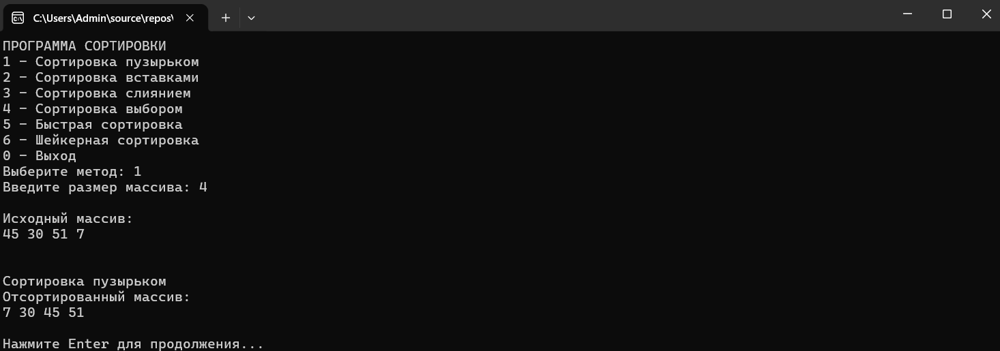 C:\Users\Admin\source\repos\
ПРОГРАММА СОРТИРОВКИ
1 - Сортировка пузырьком
2 - Сортировка вставками
3 - Сортировка слиянием
4 - Сортировка выбором
5 - Быстрая сортировка
6 - Шейкерная сортировка
0 - Выход
Выберите метод: 1
Введите размер массива: 4
Исходный массив:
45 30 51 7
Сортировка пузырьком
Отсортированный массив:
7 30 45 51
Нажмите Enter для продолжения...